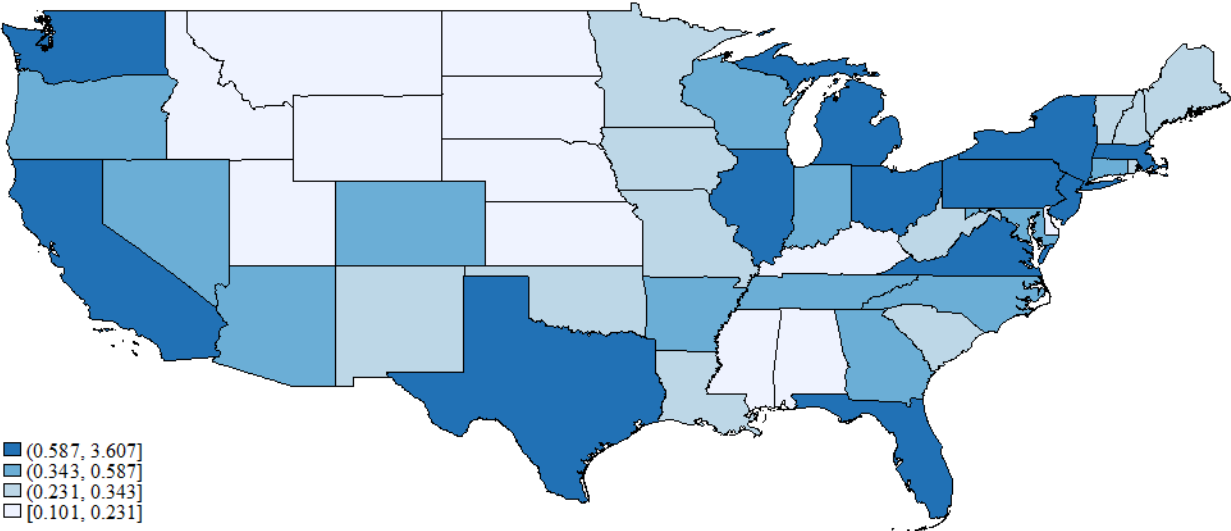 (0.587, 3.607]
(0.343, 0.587]
(0.231, 0.343]
[0.101, 0.231]